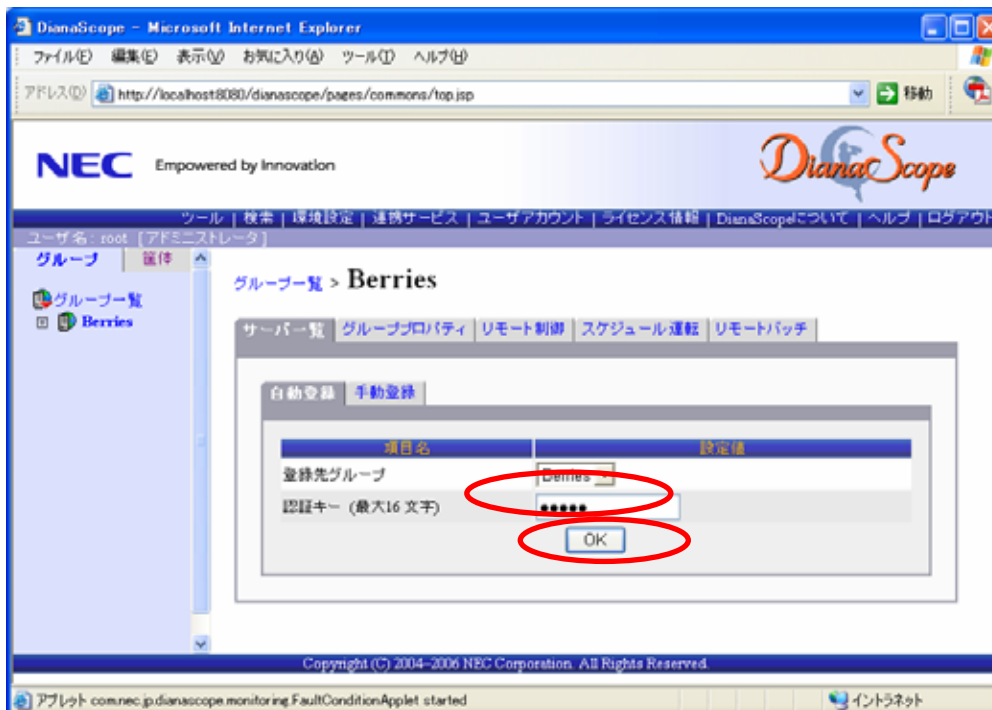 DianaScope - Microsoft Internet Explorer
ファイル(F) 編集(E) 表示(V) お気に入り(A) ツール(T) ヘルプ(H)
アドレス(D) http://localhost:8080/dianascope/pages/commons/top.jsp 移動
NEC Empowered by Innovation DianaScope
ツール | 検索 | 環境設定 | 連携サービス | ユーザアカウント | ライセンス情報 | DianaScopeについて | ヘルプ | ログアウト
ユーザ名 : root [アドミニストレータ]
グループ 筐体
グループ一覧 > Berries
グループ一覧
Berries
サーバ一覧 グループプロパティ リモート制御 スケジュール運転 リモートバッチ
自動登録 手動登録
項目名 設定値
登録先グループ Berries
認証キー (最大16 文字) ●●●●●
OK
Copyright (C) 2004-2006 NEC Corporation. All Rights Reserved.
アプレット com.nec.jp.dianascope.monitoring.FaultConditionApplet started イントラネット